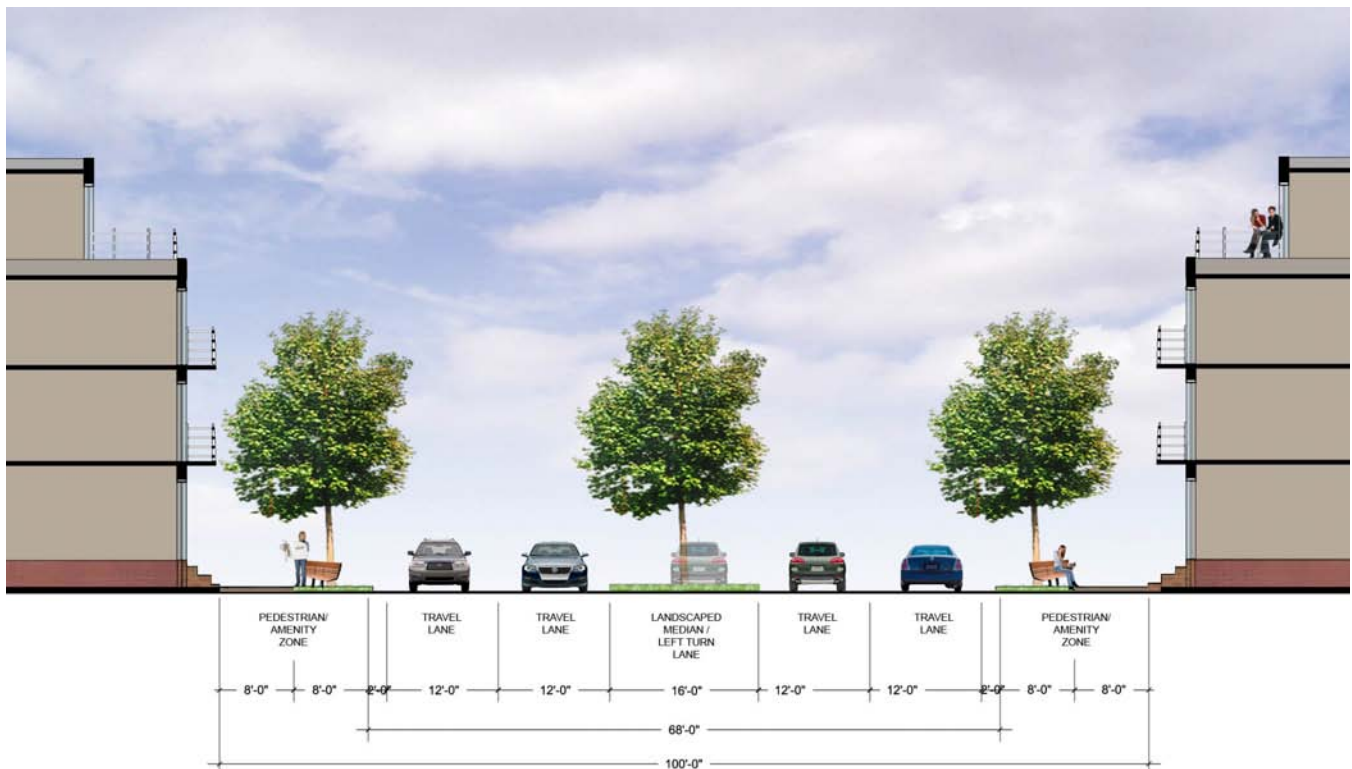 PEDESTRIAN/
AMENITY
ZONE
TRAVEL
LANE
TRAVEL
LANE
LANDSCAPED
MEDIAN /
LEFT TURN
LANE
TRAVEL
LANE
TRAVEL
LANE
PEDESTRIAN/
AMENITY
ZONE
8'-0" 8'-0" 2'-0" 12'-0" 12'-0" 16'-0" 12'-0" 12'-0" 2'-0" 8'-0" 8'-0"
68'-0"
100'-0"